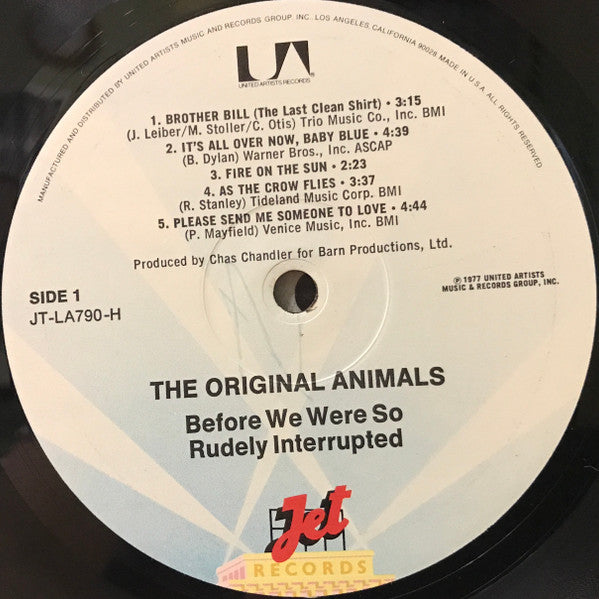 MANUFACTURED AND DISTRIBUTED BY UNITED ARTISTS MUSIC AND RECORDS GROUP, INC. LOS ANGELES, CALIFORNIA 90028 MADE IN U.S.A. ALL RIGHTS RESERVED
UA
UNITED ARTISTS RECORDS
1. BROTHER BILL (The Last Clean Shirt) • 3:15
(J. Leiber/M. Stoller/C. Otis) Trio Music Co., Inc. BMI
2. IT'S ALL OVER NOW, BABY BLUE • 4:39
(B. Dylan) Warner Bros., Inc. ASCAP
3. FIRE ON THE SUN • 2:23
4. AS THE CROW FLIES • 3:37
(R. Stanley) Tideland Music Corp. BMI
5. PLEASE SEND ME SOMEONE TO LOVE • 4:44
(P. Mayfield) Venice Music, Inc. BMI
Produced by Chas Chandler for Barn Productions, Ltd.
℗ 1977 UNITED ARTISTS
MUSIC & RECORDS GROUP, INC.
SIDE 1
JT-LA790-H
THE ORIGINAL ANIMALS
Before We Were So
Rudely Interrupted
Jet
RECORDS